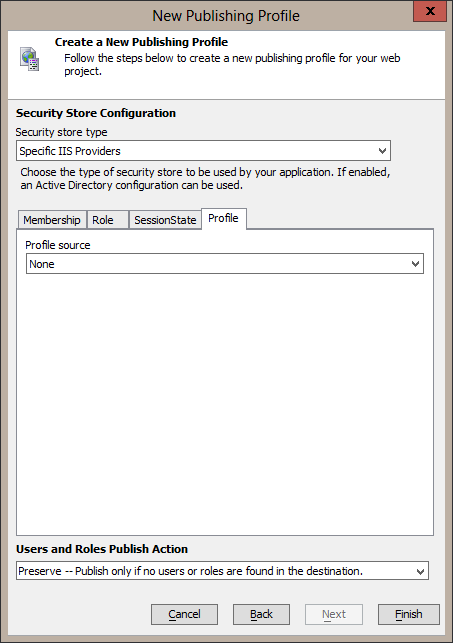 New Publishing Profile
x
Create a New Publishing Profile
Follow the steps below to create a new publishing profile for your web
project.
Security Store Configuration
Security store type
Specific IIS Providers
Choose the type of security store to be used by your application. If enabled,
an Active Directory configuration can be used.
Membership Role SessionState Profile
Profile source
None
Users and Roles Publish Action
Preserve -- Publish only if no users or roles are found in the destination.
Cancel Back Next Finish